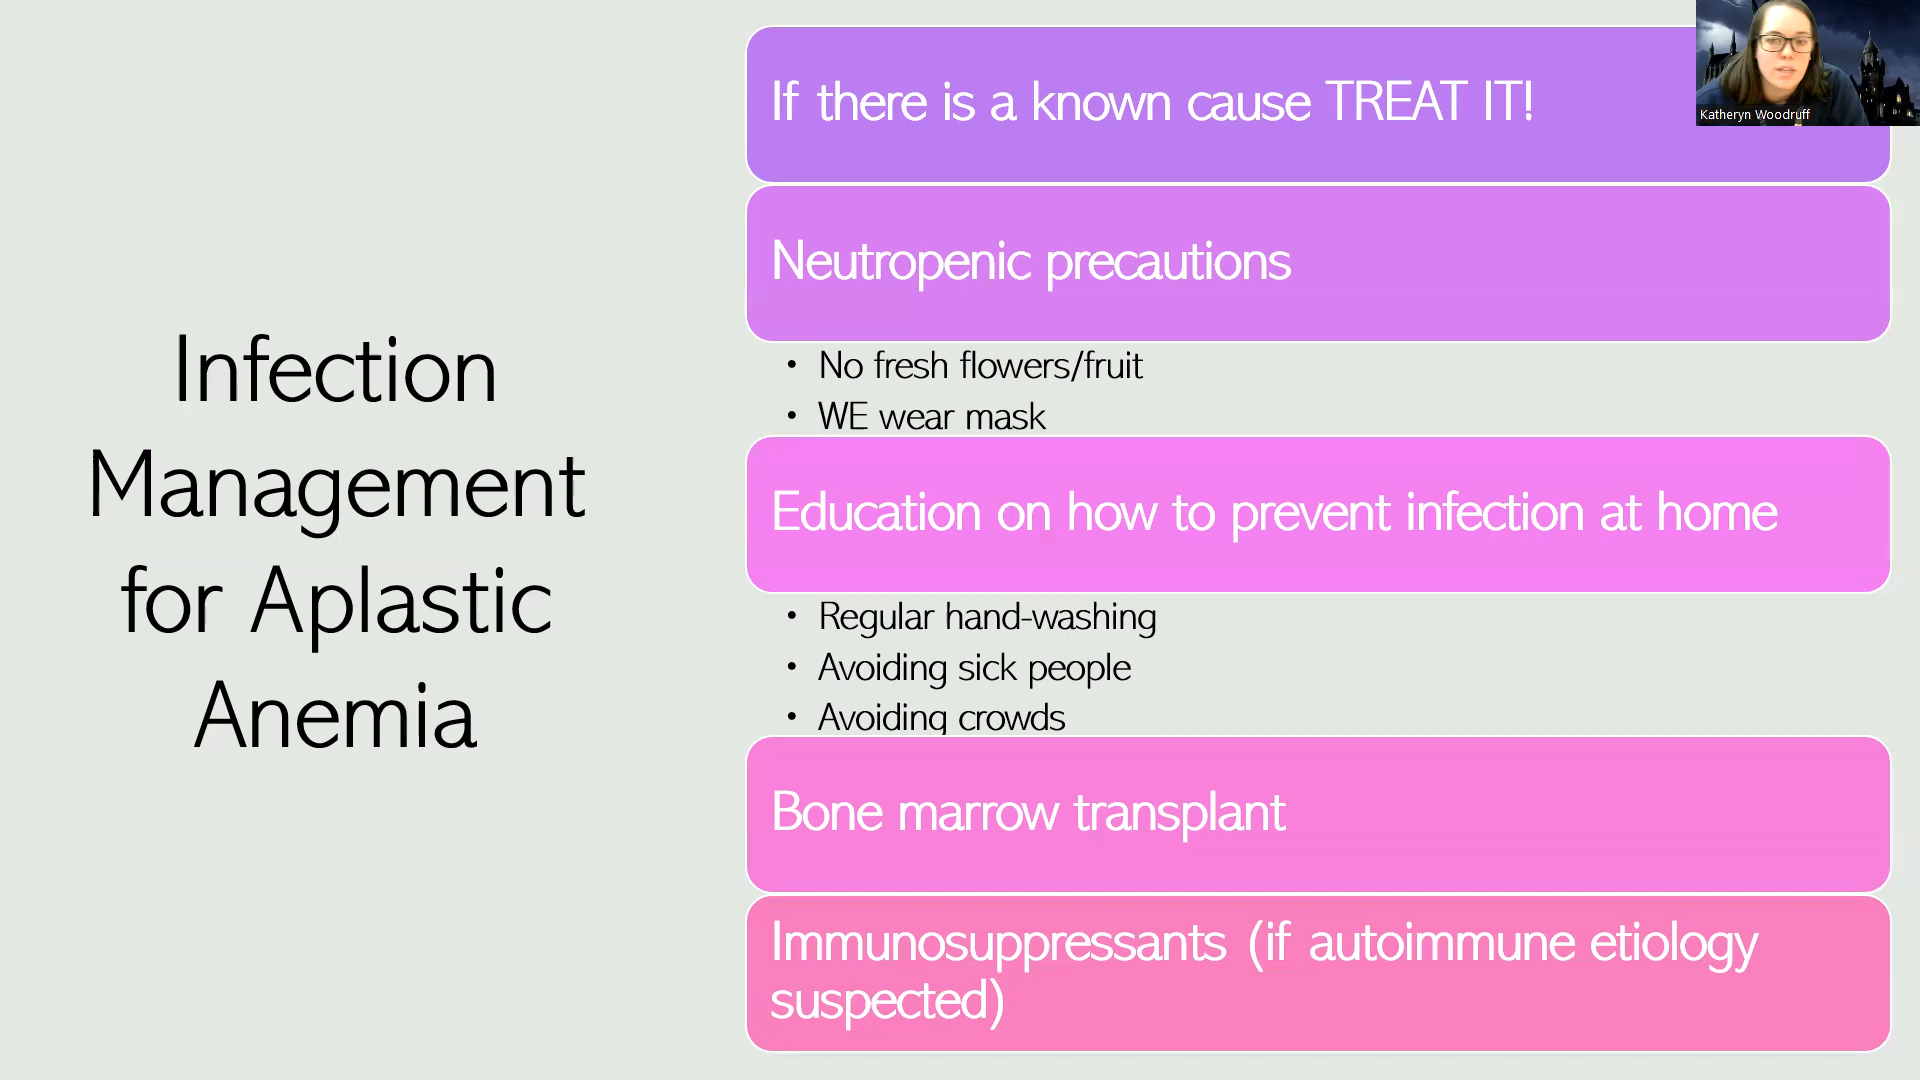 Infection
Management
for Aplastic
Anemia
If there is a known cause TREAT IT!
Neutropenic precautions
• No fresh flowers/fruit
• WE wear mask
Education on how to prevent infection at home
• Regular hand-washing
• Avoiding sick people
• Avoiding crowds
Bone marrow transplant
Immunosuppressants (if autoimmune etiology
suspected)
Katheryn Woodruff